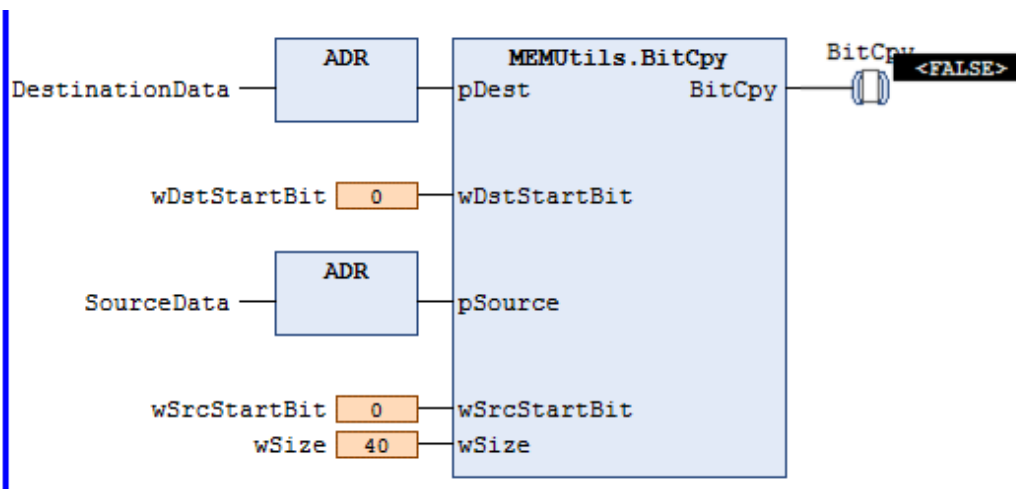 ADR
MEMUtils.BitCpy
BitCpy
<FALSE>
DestinationData
pDest
BitCpy
wDstStartBit
0
wDstStartBit
ADR
SourceData
pSource
wSrcStartBit
0
wSrcStartBit
wSize
40
wSize